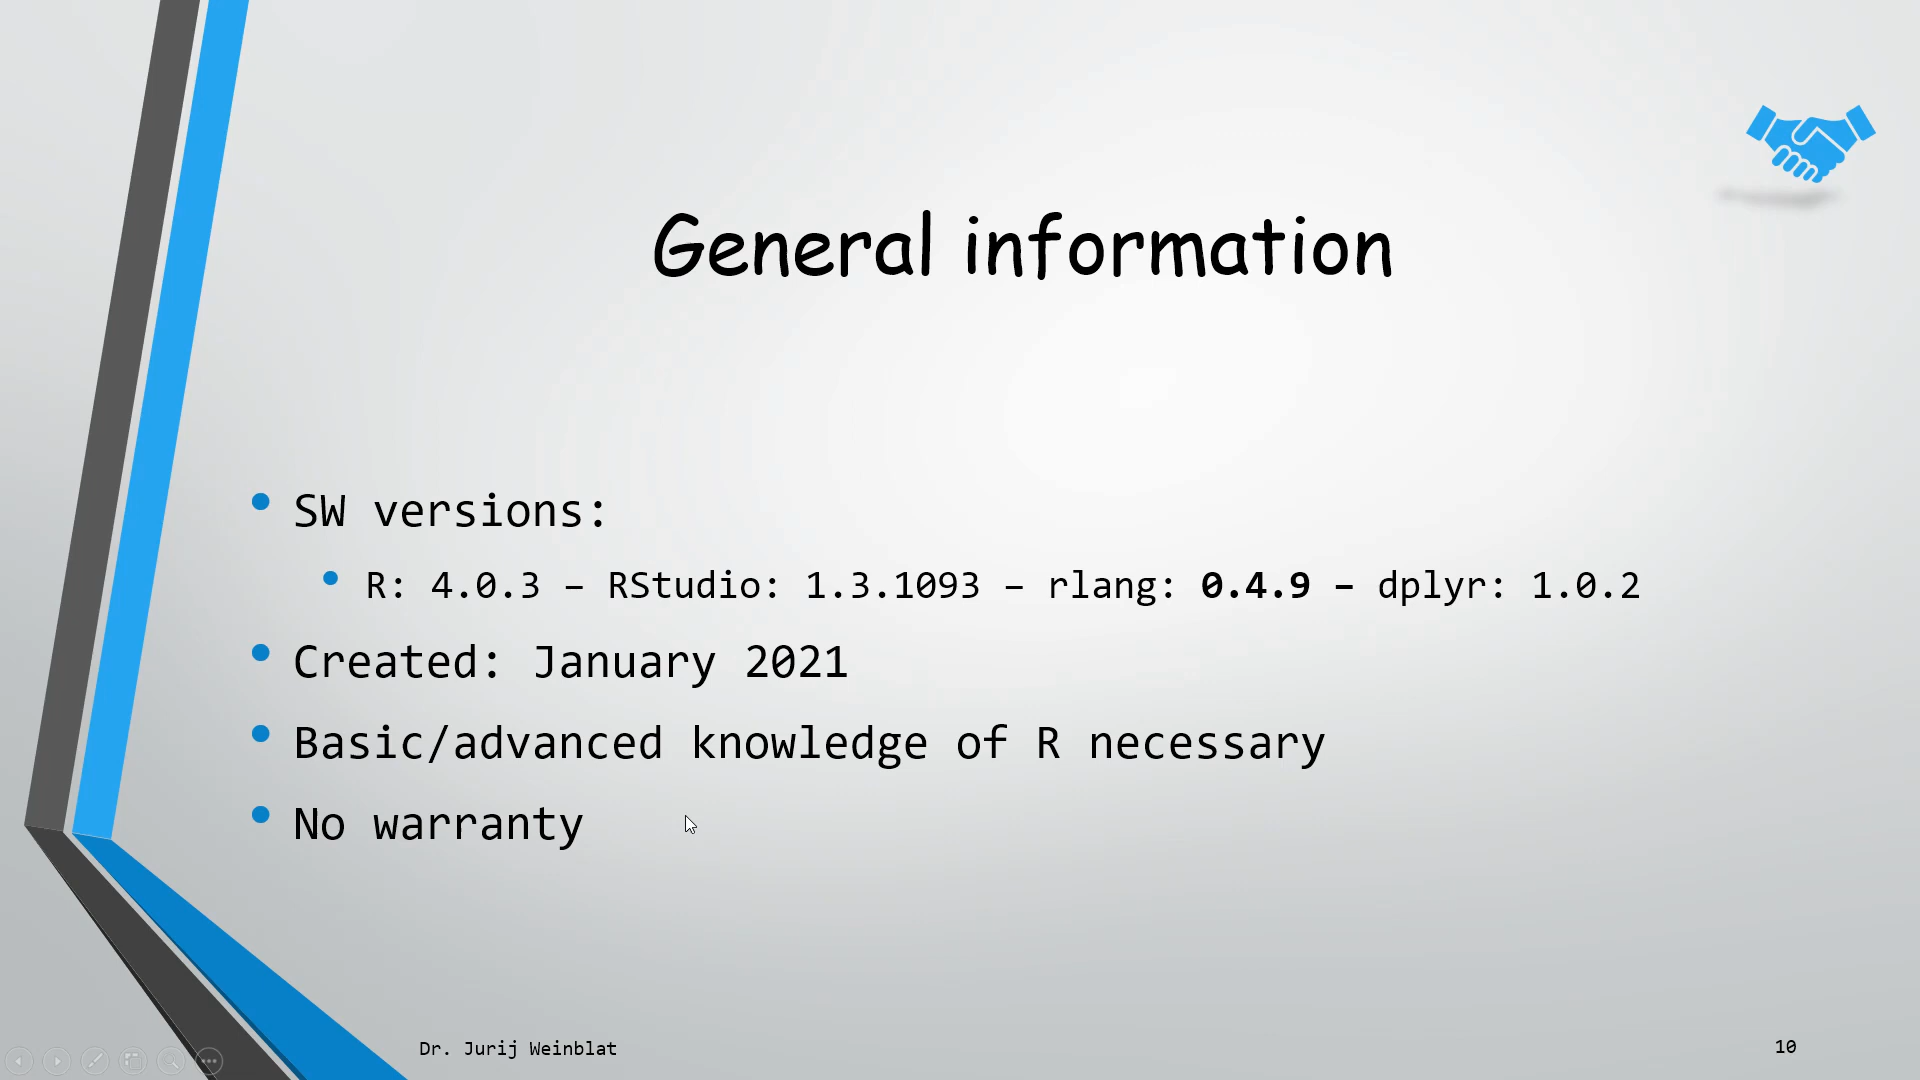 General information
SW versions:
R: 4.0.3 – RStudio: 1.3.1093 – rlang: 0.4.9 – dplyr: 1.0.2
Created: January 2021
Basic/advanced knowledge of R necessary
No warranty
Dr. Jurij Weinblat
10